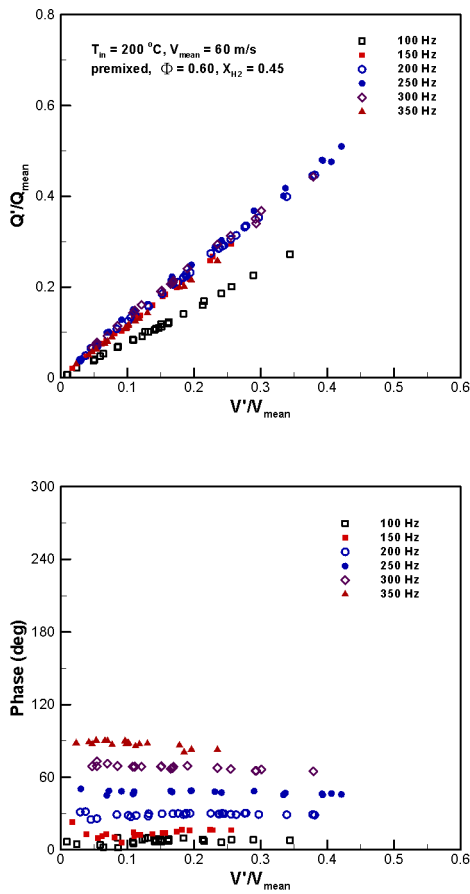 0.8
0.6
0.4
0.2
0
Q'/Q_mean
T_in = 200 °C, V_mean = 60 m/s
premixed, Φ = 0.60, X_H2 = 0.45
100 Hz
150 Hz
200 Hz
250 Hz
300 Hz
350 Hz
0 0.1 0.2 0.3 0.4 0.5 0.6
V'/V_mean
300
240
180
120
60
0
Phase (deg)
100 Hz
150 Hz
200 Hz
250 Hz
300 Hz
350 Hz
0 0.1 0.2 0.3 0.4 0.5 0.6
V'/V_mean